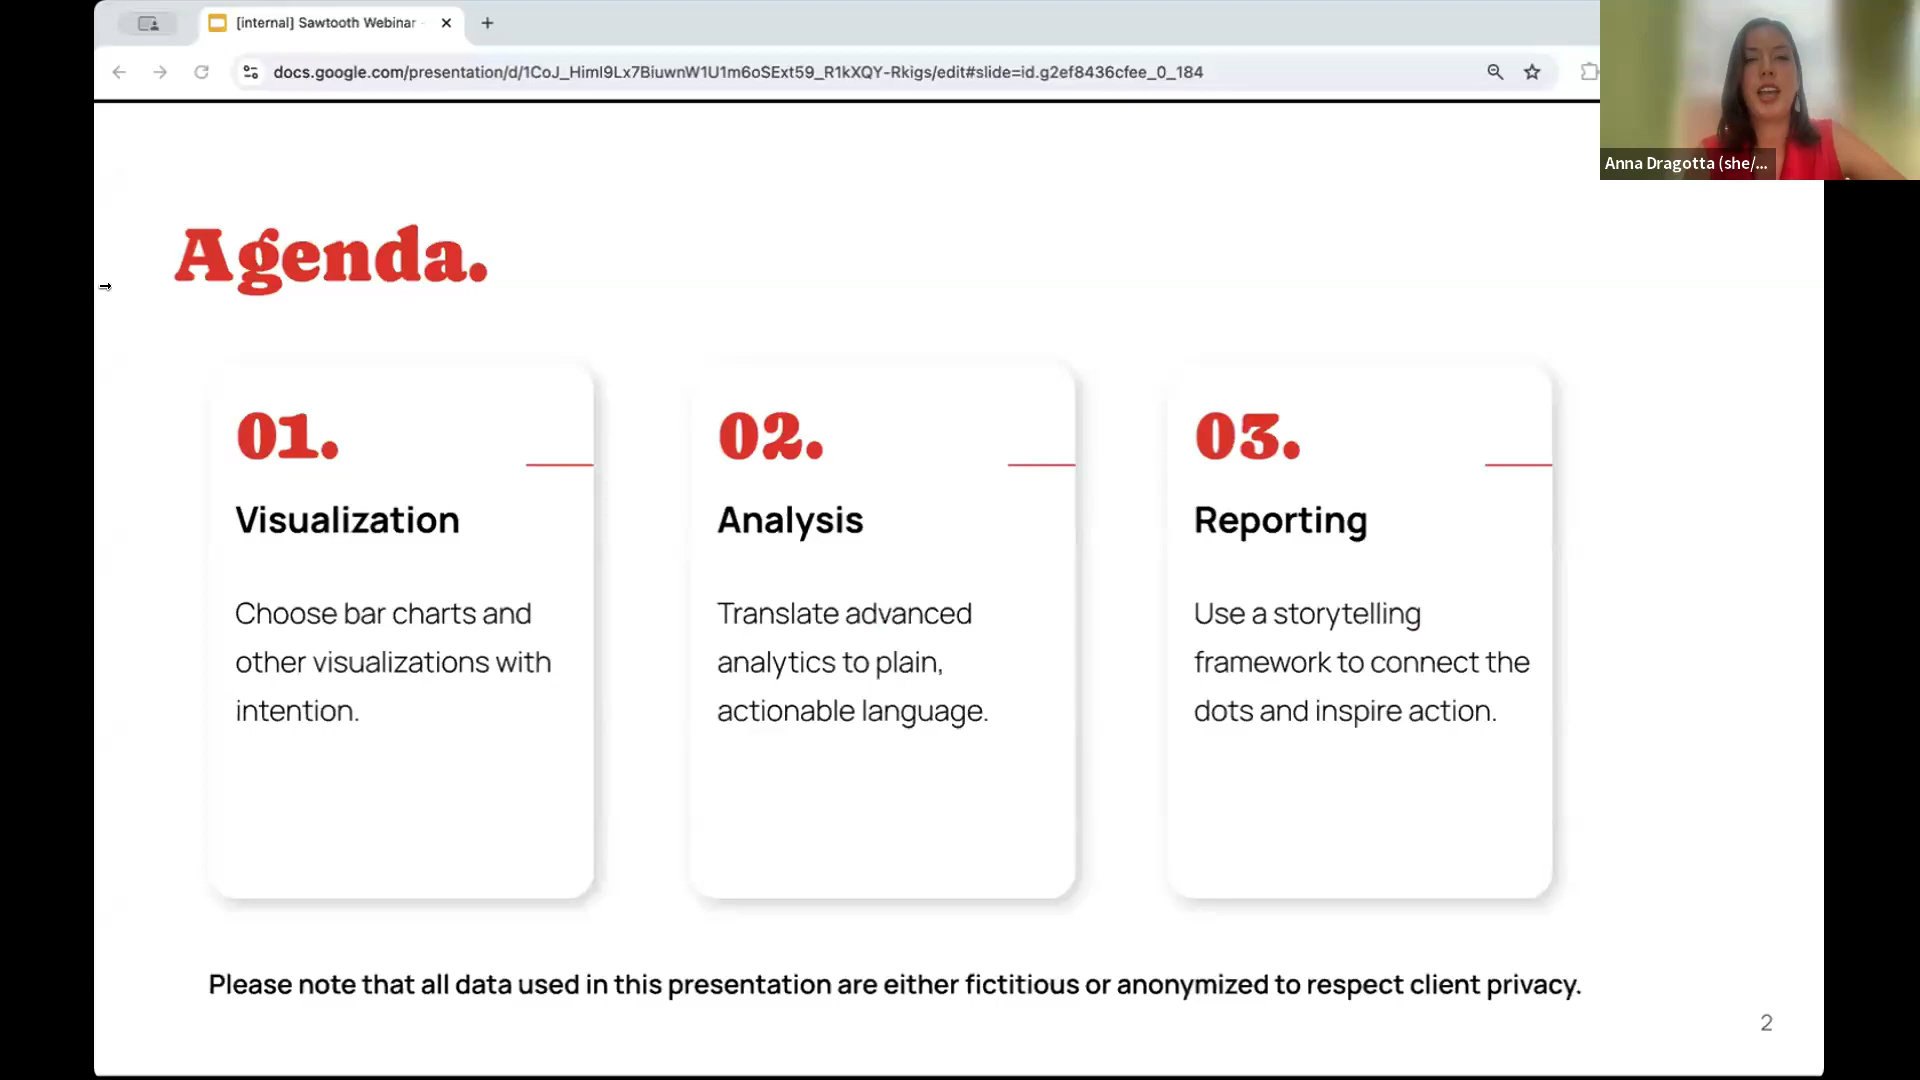 [internal] Sawtooth Webinar
docs.google.com/presentation/d/1CoJ_HimI9Lx7BiuwnW1U1m6oSExt59_R1kXQY-Rkigs/edit#slide=id.g2ef8436cfee_0_184
Anna Dragotta (she/...
Agenda.
01.
Visualization
Choose bar charts and
other visualizations with
intention.
02.
Analysis
Translate advanced
analytics to plain,
actionable language.
03.
Reporting
Use a storytelling
framework to connect the
dots and inspire action.
Please note that all data used in this presentation are either fictitious or anonymized to respect client privacy.
2